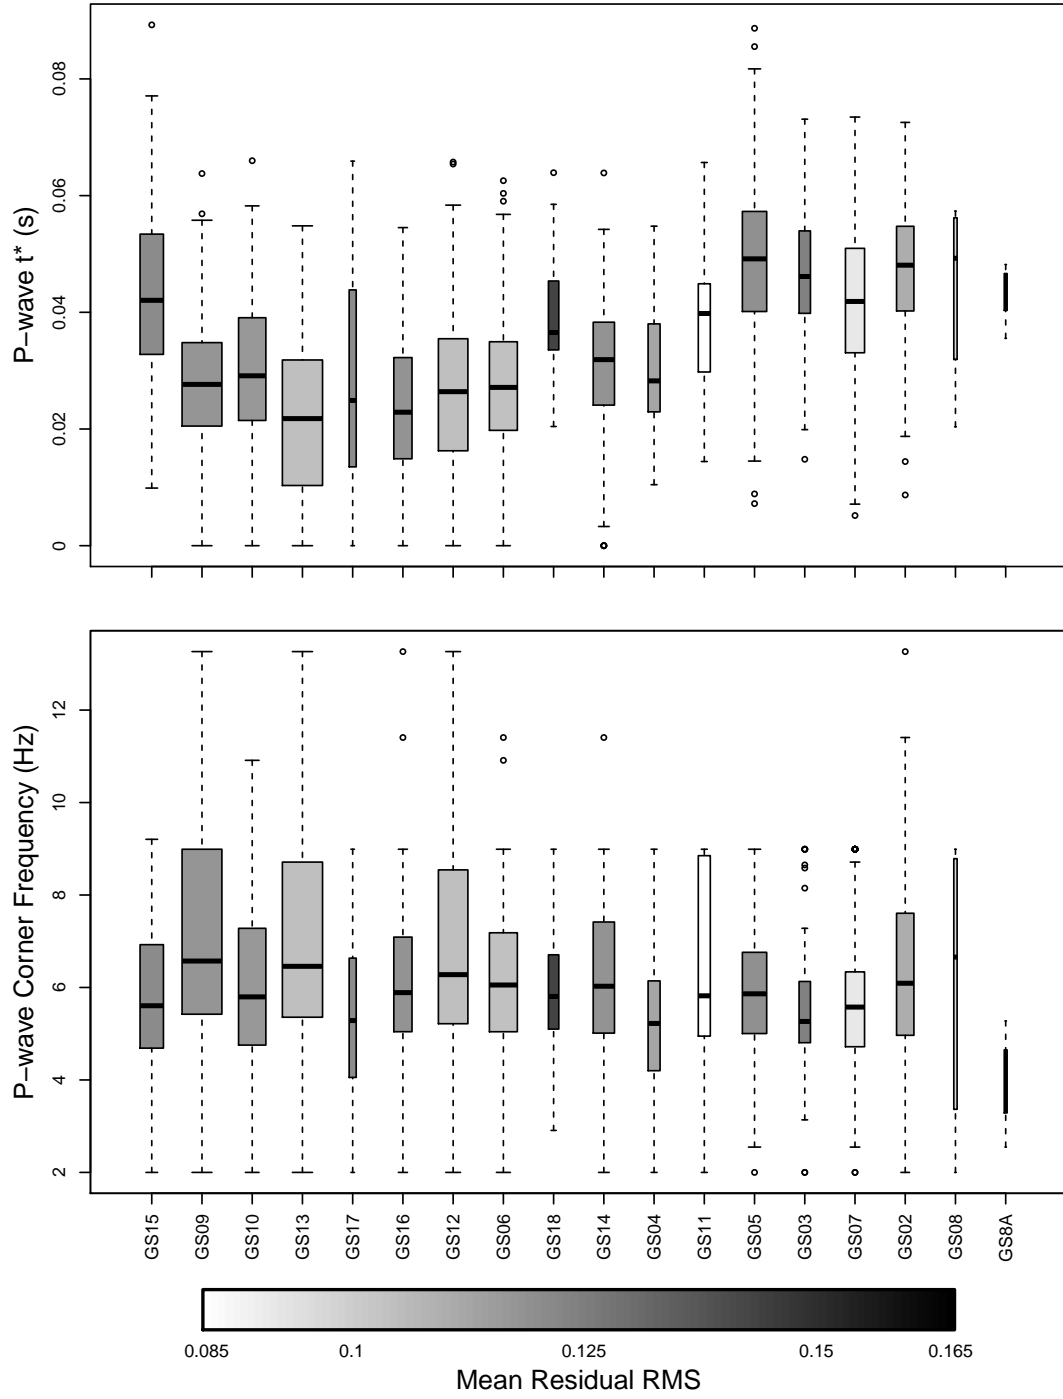 P−wave t* (s)
0.08
0.06
0.04
0.02
0
P−wave Corner Frequency (Hz)
12
10
8
6
4
2
GS15 GS09 GS10 GS13 GS17 GS16 GS12 GS06 GS18 GS14 GS04 GS11 GS05 GS03 GS07 GS02 GS08 GS8A
0.085 0.1 0.125 0.15 0.165
Mean Residual RMS